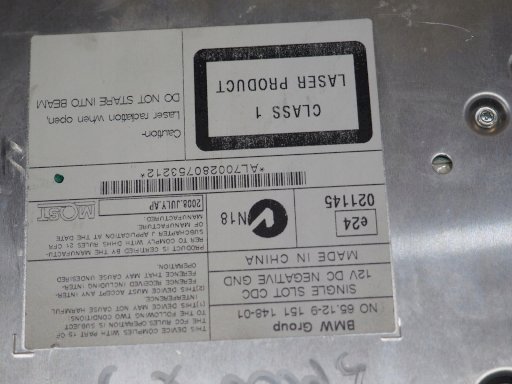 BMW Group
NO 65.12-9 151 146-01
SINGLE SLOT CDC
12V DC NEGATIVE GND
MADE IN CHINA
THIS DEVICE COMPLIES WITH PART 15 OF
THE FCC RULES OPERATION IS SUBJECT
TO THE FOLLOWING TWO CONDITIONS:
(1) THIS DEVICE MAY NOT CAUSE HARMFUL
INTERFERENCE
(2) THIS DEVICE MUST ACCEPT ANY INTER-
FERENCE RECEIVED INCLUDING INTER-
FERENCE THAT MAY CAUSE UNDESIRED
OPERATION.
e24
021145
N18
PRODUCT IS CERTIFIED BY THE MANUFACTU-
RER TO COMPLY WITH DHHS RULES 21 CFR
SUBCHAPTER J APPLICATION AT THE DATE
OF MANUFACTURE
MANUFACTURED:
2008.JULY.AP
MOST
*AL700280753212*
CLASS 1
LASER PRODUCT
Caution-
Laser radiation when open,
DO NOT STARE INTO BEAM